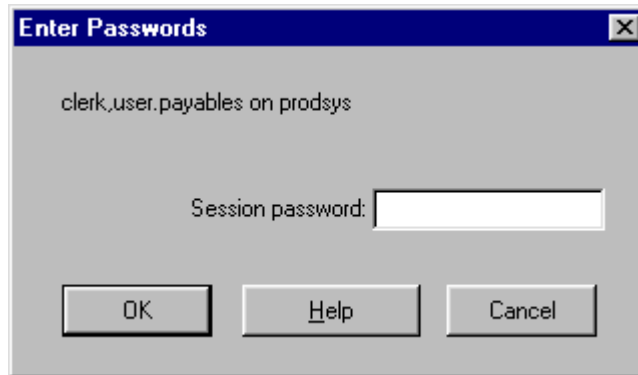 Enter Passwords
clerk,user.payables on prodsys
Session password:
OK Help Cancel